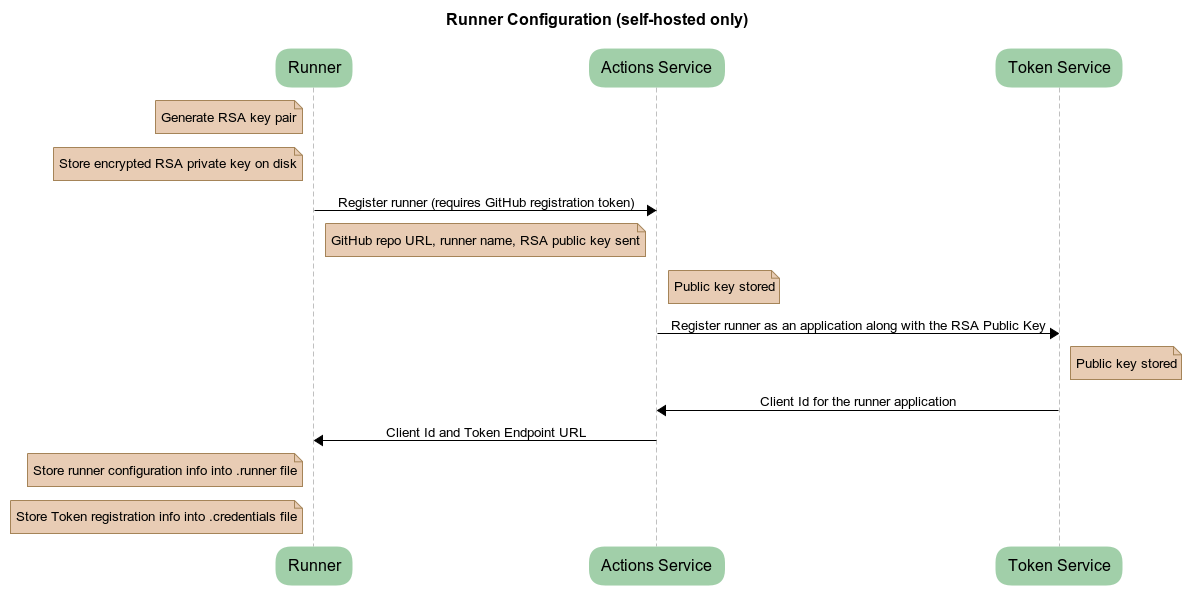 Runner Configuration (self-hosted only)
Runner
Actions Service
Token Service
Generate RSA key pair
Store encrypted RSA private key on disk
Register runner (requires GitHub registration token)
GitHub repo URL, runner name, RSA public key sent
Public key stored
Register runner as an application along with the RSA Public Key
Public key stored
Client Id for the runner application
Client Id and Token Endpoint URL
Store runner configuration info into .runner file
Store Token registration info into .credentials file
Runner
Actions Service
Token Service